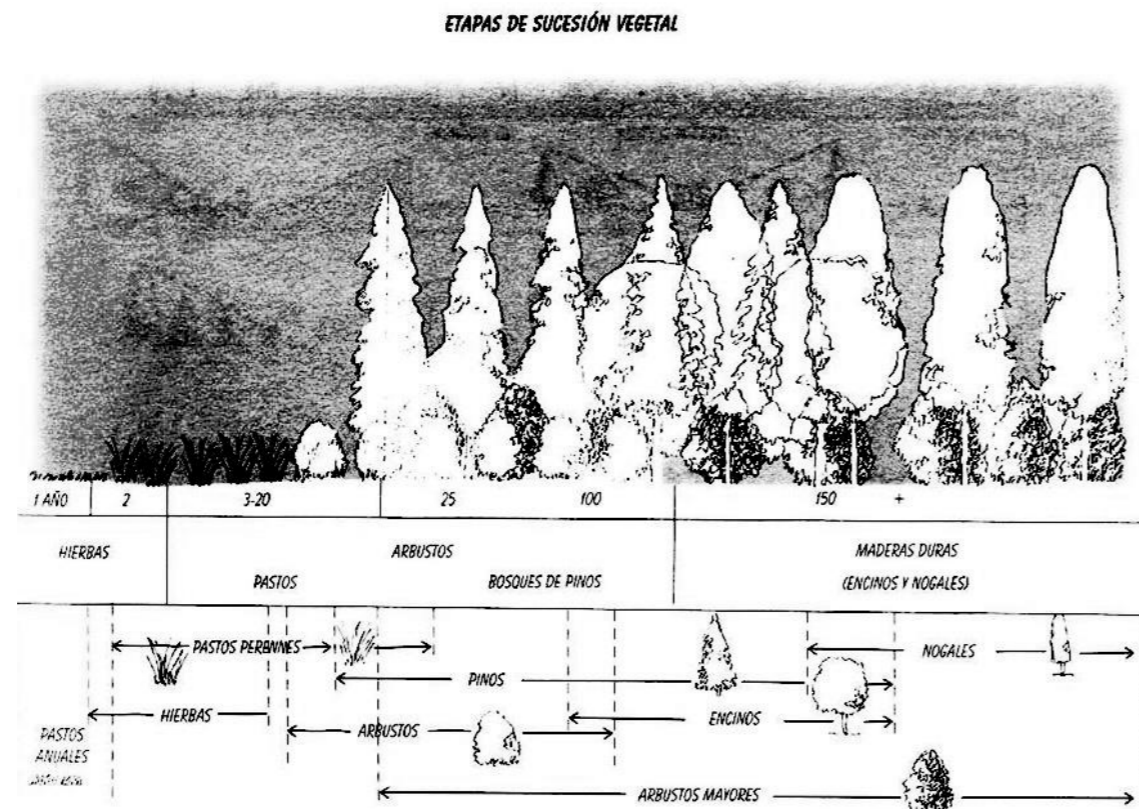 ETAPAS DE SUCESIÓN VEGETAL
1 AÑO 2 3-20 25 100 150 +
HIERBAS ARBUSTOS MADERAS DURAS
PASTOS BOSQUES DE PINOS (ENCINOS Y NOGALES)
PASTOS PERENNES NOGALES
PINOS
HIERBAS ARBUSTOS ENCINOS
PASTOS
ANUALES
ARBUSTOS MAYORES